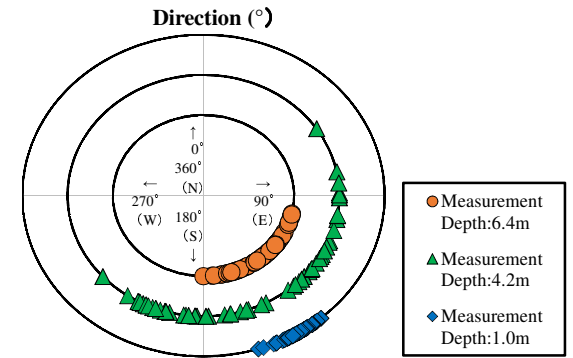 Direction (°)
↑
0°
360°
(N)
← →
270° 90°
(W) 180° (E)
(S)
↓
Measurement
Depth:6.4m
Measurement
Depth:4.2m
Measurement
Depth:1.0m